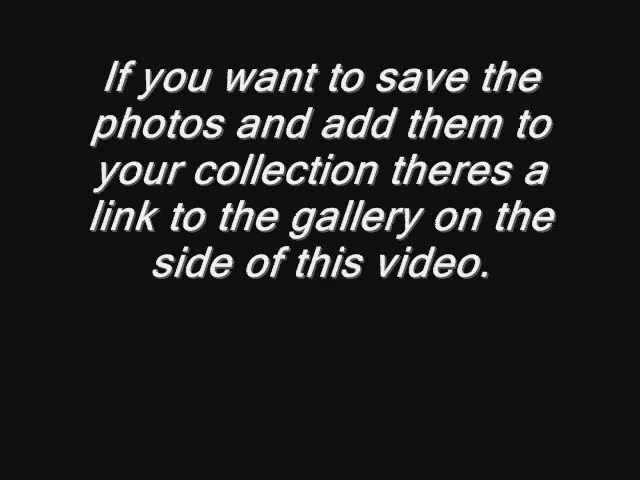 If you want to save the
photos and add them to
your collection theres a
link to the gallery on the
side of this video.